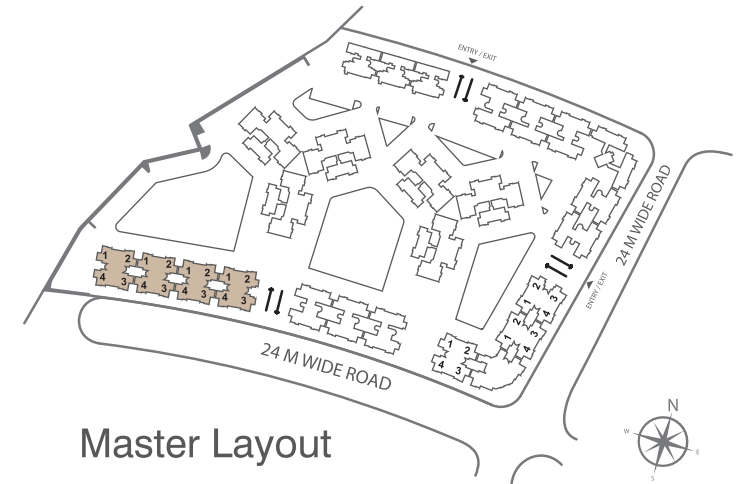 ENTRY / EXIT
24 M WIDE ROAD
ENTRY / EXIT
1 2 1 2 1 2 1 2
4 3 4 3 4 3 4 3
2 3
1 4
2 3
1 4
1 2
4 3
24 M WIDE ROAD
Master Layout
N
W E
S